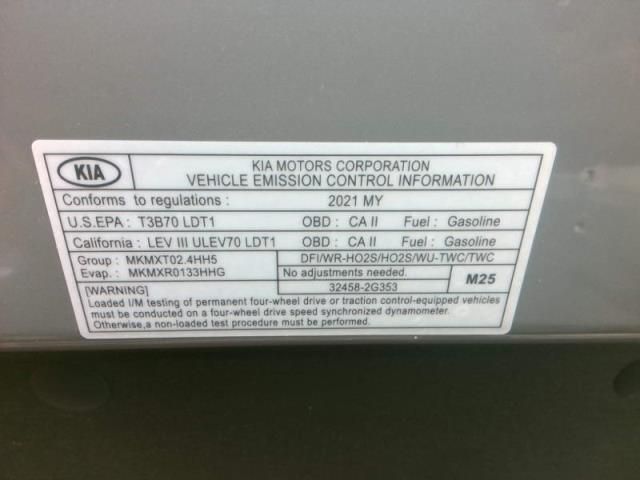 KIA
KIA MOTORS CORPORATION
VEHICLE EMISSION CONTROL INFORMATION
Conforms to regulations : 2021 MY
U.S.EPA : T3B70 LDT1 OBD : CA II Fuel : Gasoline
California : LEV III ULEV70 LDT1 OBD : CA II Fuel : Gasoline
Group : MKMXT02.4HH5 DFI/WR-HO2S/HO2S/WU-TWC/TWC
Evap. : MKMXR0133HHG No adjustments needed. M25
[WARNING] 32458-2G353
Loaded I/M testing of permanent four-wheel drive or traction control-equipped vehicles
must be conducted on a four-wheel drive speed synchronized dynamometer.
Otherwise,a non-loaded test procedure must be performed.